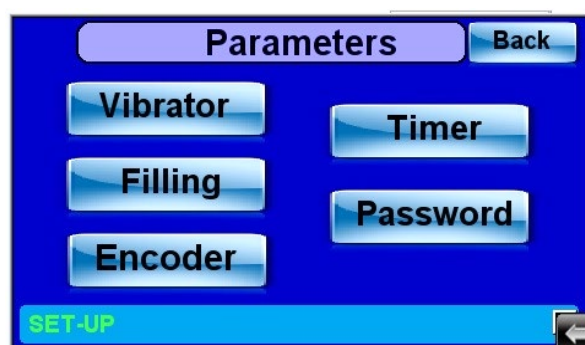 Parameters
Back
Vibrator
Timer
Filling
Password
Encoder
SET-UP